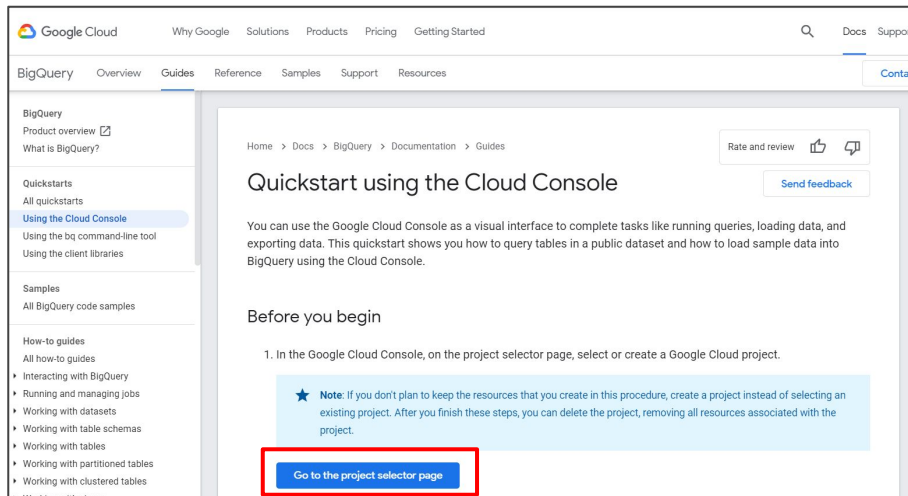 Google Cloud
Why Google Solutions Products Pricing Getting Started
Docs
BigQuery Overview Guides Reference Samples Support Resources
BigQuery
Product overview
What is BigQuery?
Quickstarts
All quickstarts
Using the Cloud Console
Using the bq command-line tool
Using the client libraries
Samples
All BigQuery code samples
How-to guides
All how-to guides
Interacting with BigQuery
Running and managing jobs
Working with datasets
Working with table schemas
Working with tables
Working with partitioned tables
Working with clustered tables
Home > Docs > BigQuery > Documentation > Guides
Rate and review
Quickstart using the Cloud Console
Send feedback
You can use the Google Cloud Console as a visual interface to complete tasks like running queries, loading data, and
exporting data. This quickstart shows you how to query tables in a public dataset and how to load sample data into
BigQuery using the Cloud Console.
Before you begin
1. In the Google Cloud Console, on the project selector page, select or create a Google Cloud project.
Note: If you don't plan to keep the resources that you create in this procedure, create a project instead of selecting an
existing project. After you finish these steps, you can delete the project, removing all resources associated with the
project.
Go to the project selector page